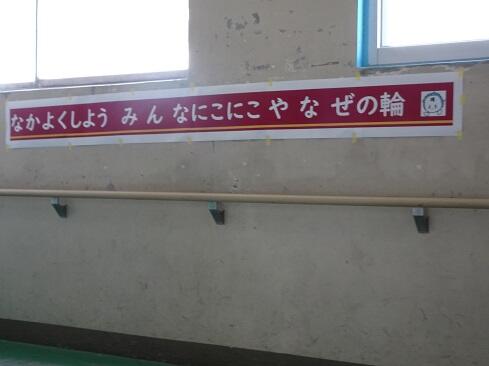 なかよくしよう みんなにこにこ やなぜの輪